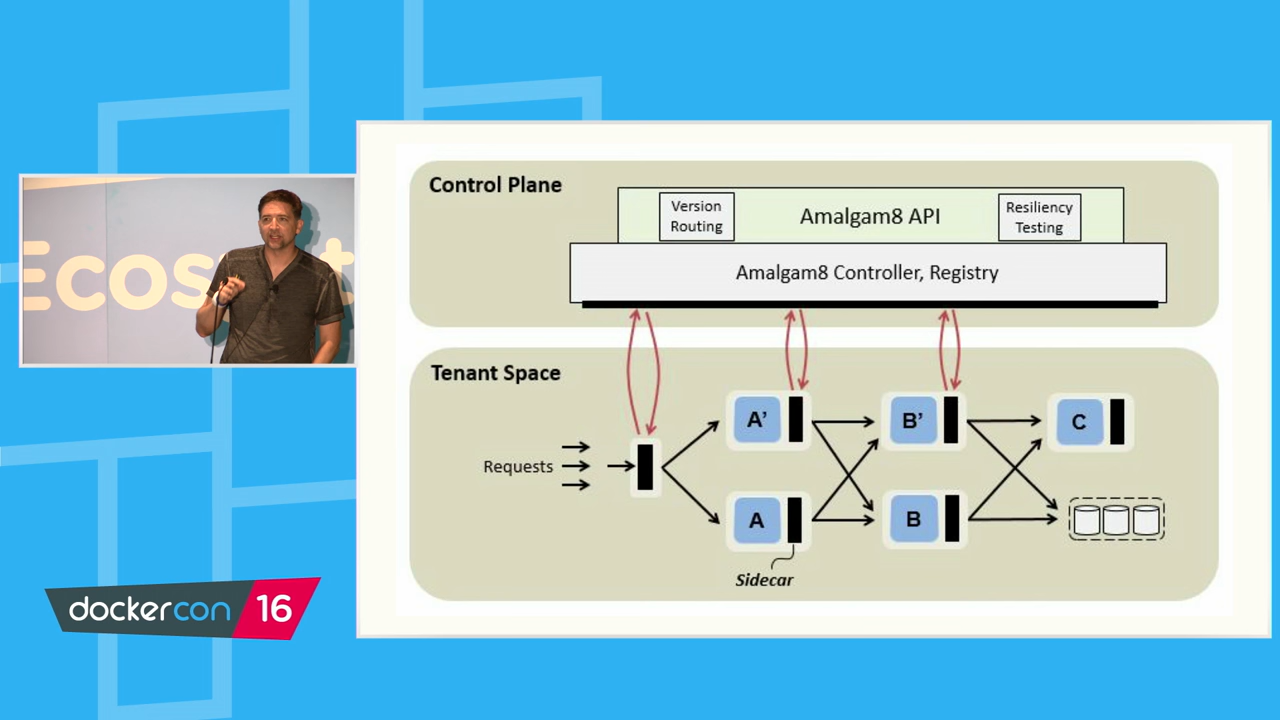 Ecos
t
Control Plane
Version
Routing
Amalgam8 API
Resiliency
Testing
Amalgam8 Controller, Registry
Tenant Space
Requests
A'
B'
C
A
B
Sidecar
dockercon 16